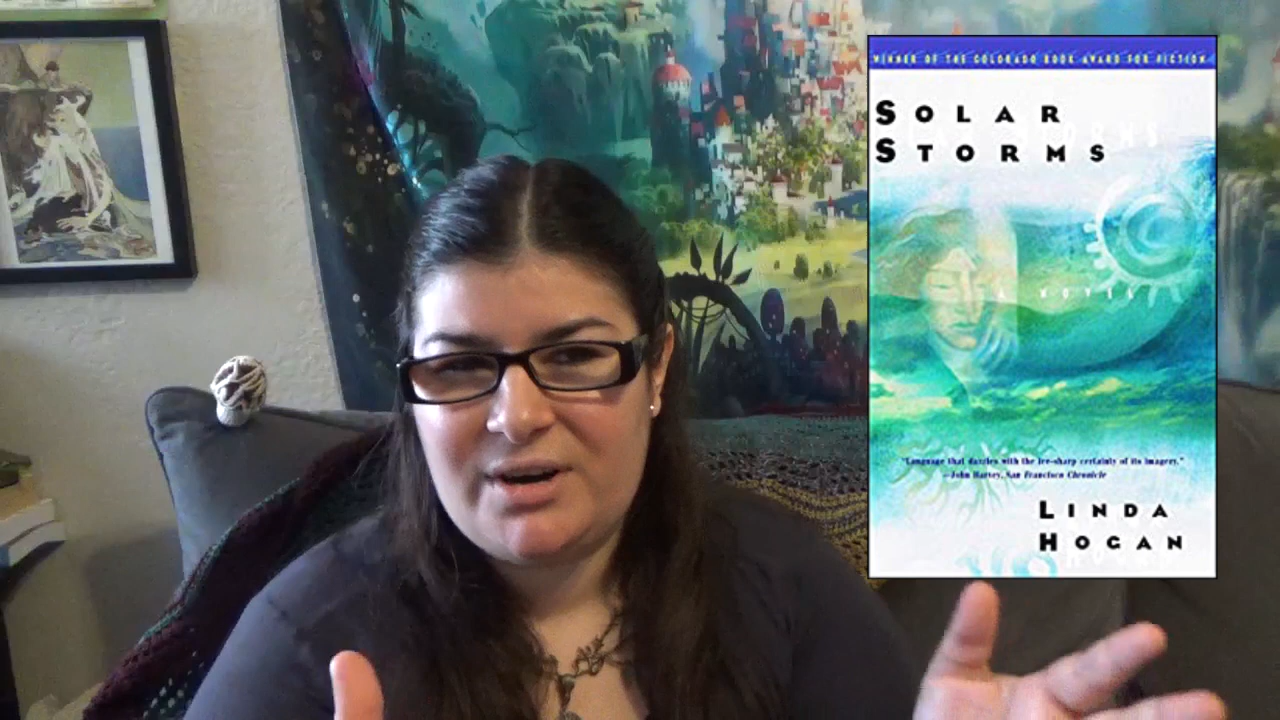 WINNER OF THE COLORADO BOOK AWARD FOR FICTION
SOLAR
STORMS
A NOVEL
"Language that dazzles with the ice-sharp certainty of its imagery."
—John Harvey, San Francisco Chronicle
LINDA
HOGAN